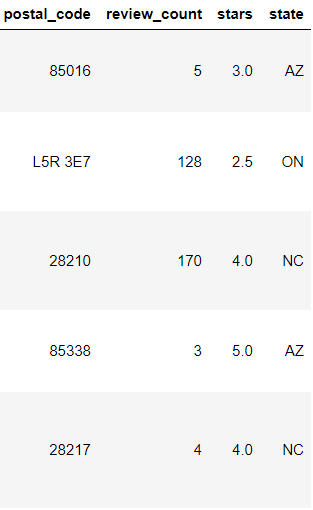 postal_code review_count stars state
85016 5 3.0 AZ
L5R 3E7 128 2.5 ON
28210 170 4.0 NC
85338 3 5.0 AZ
28217 4 4.0 NC